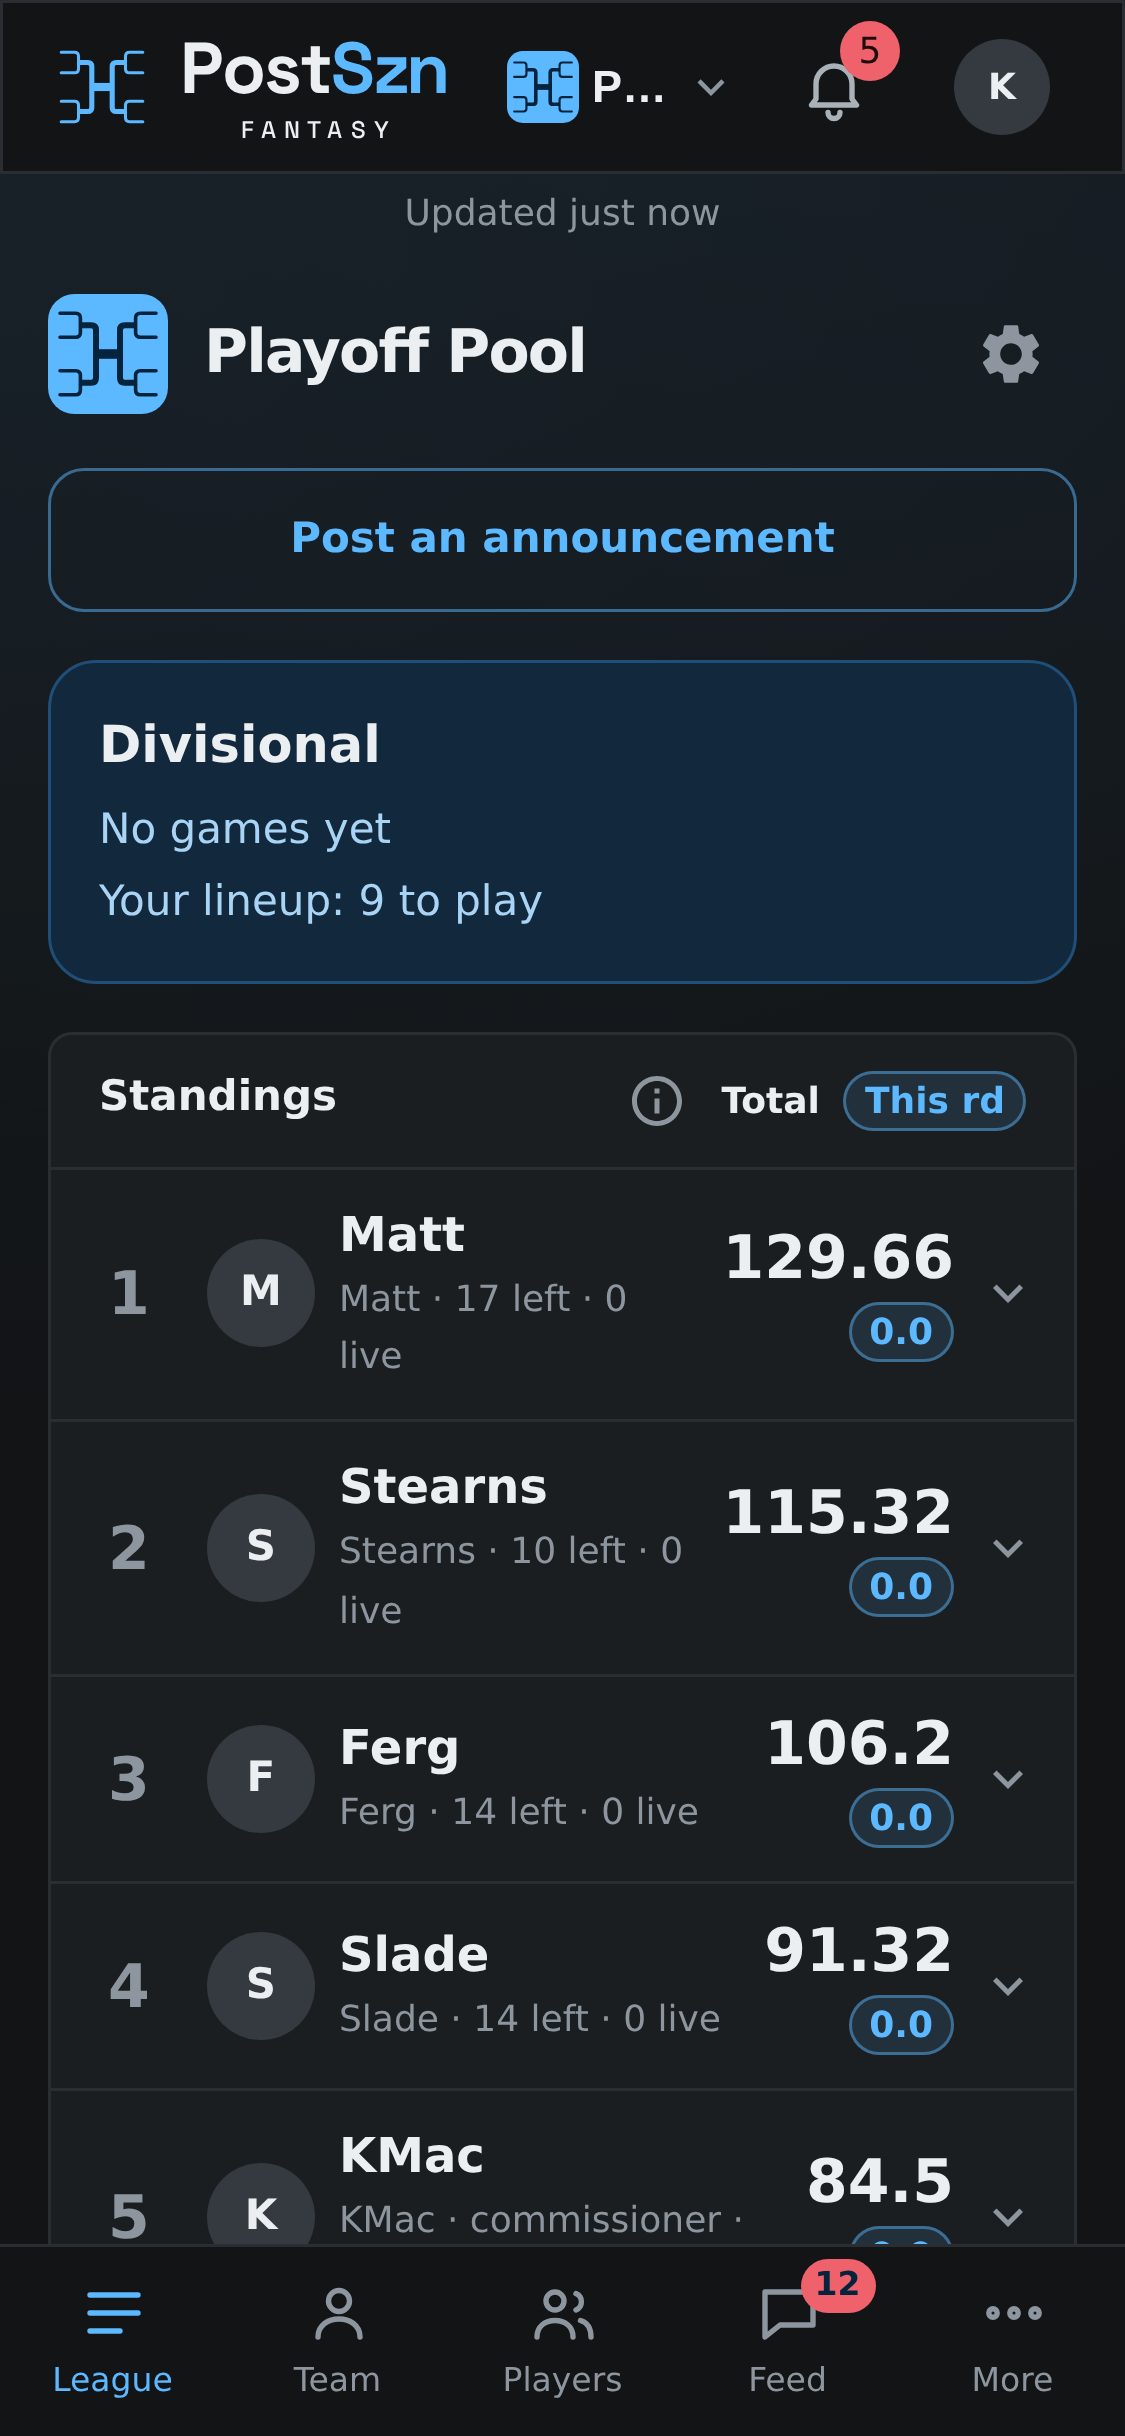 PostSzn
FANTASY
P...
5
K
Updated just now
Playoff Pool
Post an announcement
Divisional
No games yet
Your lineup: 9 to play
Standings
Total
This rd
1
M
Matt
Matt · 17 left · 0
live
129.66
0.0
2
S
Stearns
Stearns · 10 left · 0
live
115.32
0.0
3
F
Ferg
Ferg · 14 left · 0 live
106.2
0.0
4
S
Slade
Slade · 14 left · 0 live
91.32
0.0
5
K
KMac
KMac · commissioner ·
84.5
12
League
Team
Players
Feed
More